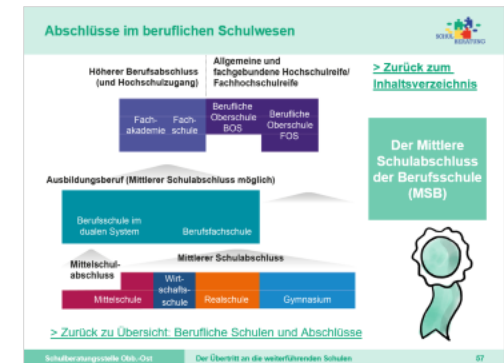 Abschlüsse im beruflichen Schulwesen
SCHUL
BERATUNG
Höherer Berufsabschluss
(und Hochschulzugang)
Allgemeine und
fachgebundene Hochschulreife/
Fachhochschulreife
> Zurück zum
Inhaltsverzeichnis
Fach-
akademie
Fach-
schule
Berufliche
Oberschule
BOS
Berufliche
Oberschule
FOS
Der Mittlere
Schulabschluss
der Berufsschule
(MSB)
Ausbildungsberuf (Mittlerer Schulabschluss möglich)
Berufsschule im
dualen System
Berufsfachschule
Mittelschul-
abschluss
Mittlerer Schulabschluss
Mittelschule
Wirt-
schafts-
schule
Realschule
Gymnasium
> Zurück zu Übersicht: Berufliche Schulen und Abschlüsse
Schulberatungsstelle Obb.-Ost
Der Übertritt an die weiterführenden Schulen
57